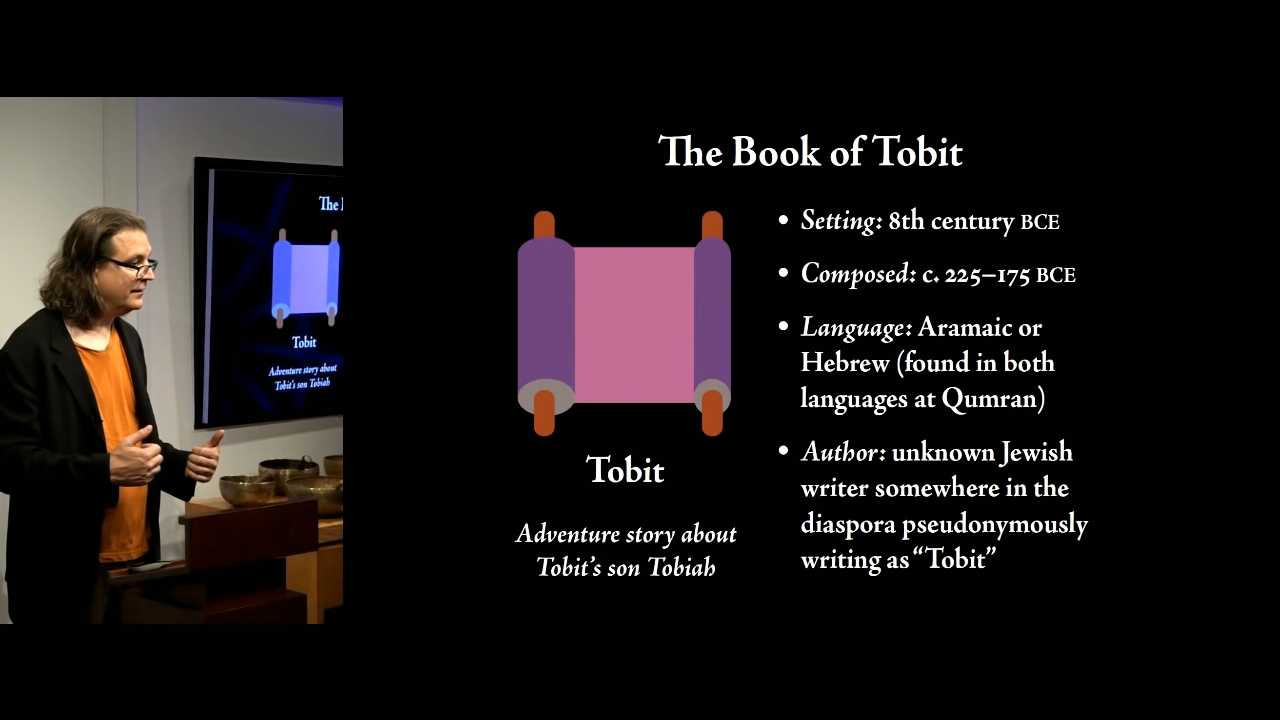 The Book of Tobit
Setting: 8th century BCE
Composed: c. 225–175 BCE
Language: Aramaic or
Hebrew (found in both
languages at Qumran)
Author: unknown Jewish
writer somewhere in the
diaspora pseudonymously
writing as “Tobit”
Tobit
Adventure story about
Tobit’s son Tobiah
The
Tobit
Adventure story about
Tobit’s son Tobiah